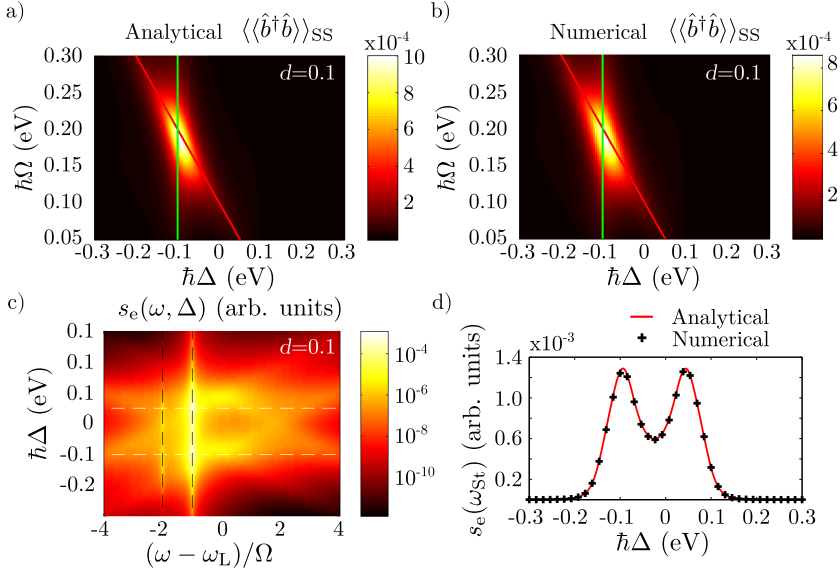 a) Analytical ⟨⟨b̂†b̂⟩⟩SS
x10-4
d=0.1
0.30
0.25
0.20
0.15
0.10
0.05
ħΩ (eV)
-0.3 -0.2 -0.1 0 0.1 0.2 0.3
ħΔ (eV)
10
8
6
4
2
b) Numerical ⟨⟨b̂†b̂⟩⟩SS
x10-4
d=0.1
0.30
0.25
0.20
0.15
0.10
0.05
ħΩ (eV)
-0.3 -0.2 -0.1 0 0.1 0.2 0.3
ħΔ (eV)
8
6
4
2
c) se(ω, Δ) (arb. units)
d=0.1
0.1
0.1
0.1
0
-0.1
-0.2
ħΔ (eV)
-4 -2 0 2 4
(ω − ωL)/Ω
10-4
10-6
10-8
10-10
d)
Analytical
Numerical
x10-3
1.4
1.0
0.6
0.2
se(ωSt) (arb. units)
-0.3 -0.2 -0.1 0 0.1 0.2 0.3
ħΔ (eV)